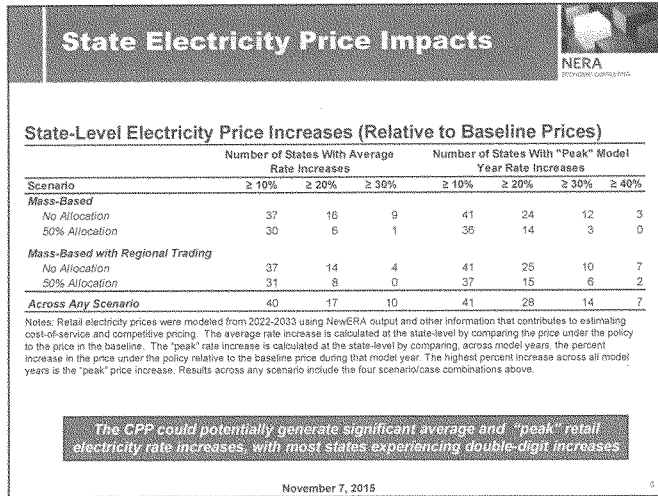 State Electricity Price Impacts
NERA
ECONOMIC CONSULTING
State-Level Electricity Price Increases (Relative to Baseline Prices)
Number of States With Average Number of States With "Peak" Model
Rate Increases Year Rate Increases
Scenario ≥ 10% ≥ 20% ≥ 30% ≥ 10% ≥ 20% ≥ 30% ≥ 40%
Mass-Based
No Allocation 37 16 9 41 24 12 3
50% Allocation 30 6 1 36 14 3 0
Mass-Based with Regional Trading
No Allocation 37 14 4 41 25 10 7
50% Allocation 31 8 0 37 15 6 2
Across Any Scenario 40 17 10 41 28 14 7
Notes: Retail electricity prices were modeled from 2022-2033 using NewERA output and other information that contributes to estimating
cost-of-service and competitive pricing. The average rate increase is calculated at the state-level by comparing the price under the policy
to the price in the baseline. The "peak" rate increase is calculated at the state-level by comparing, across model years, the percent
increase in the price under the policy relative to the baseline price during that model year. The highest percent increase across all model
years is the "peak" price increase. Results across any scenario include the four scenario/case combinations above.
The CPP could potentially generate significant average and "peak" retail
electricity rate increases, with most states experiencing double-digit increases
November 7, 2015